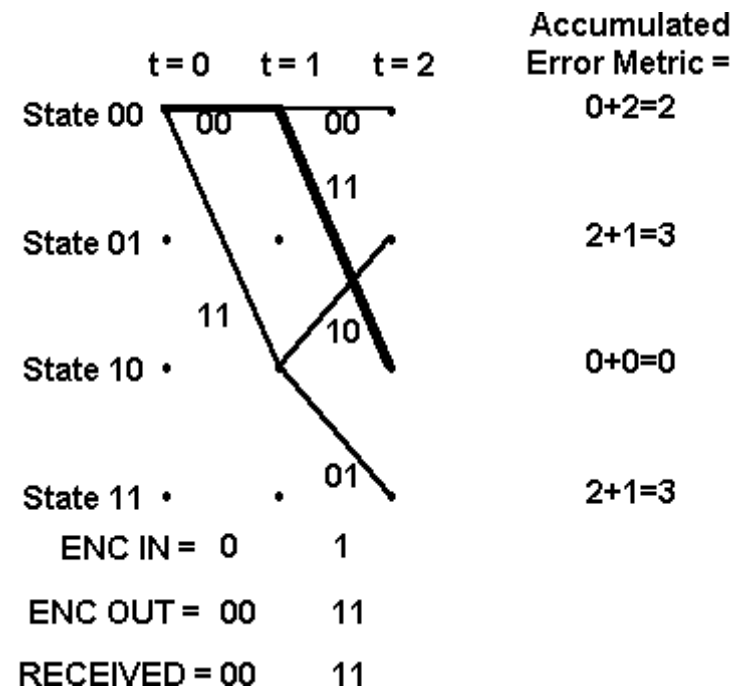 Accumulated
Error Metric =
t = 0 t = 1 t = 2
State 00 00 00 0+2=2
11
State 01 2+1=3
11 10
State 10 0+0=0
01
State 11 2+1=3
ENC IN = 0 1
ENC OUT = 00 11
RECEIVED = 00 11